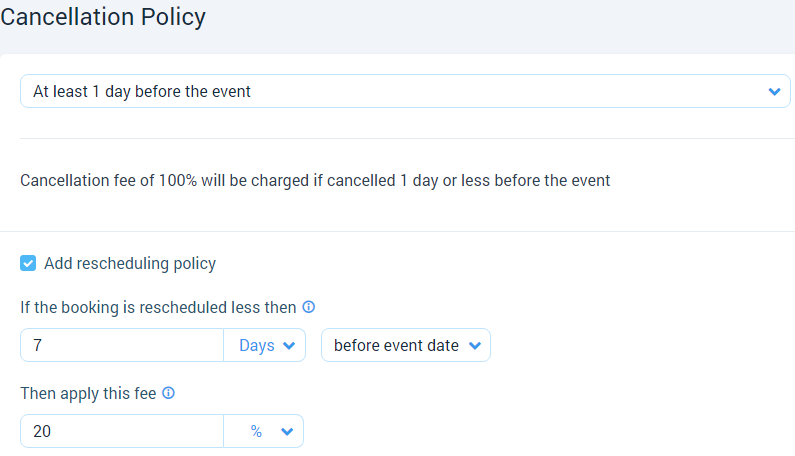 Cancellation Policy
At least 1 day before the event
Cancellation fee of 100% will be charged if cancelled 1 day or less before the event
Add rescheduling policy
If the booking is rescheduled less then
7 Days before event date
Then apply this fee
20 %